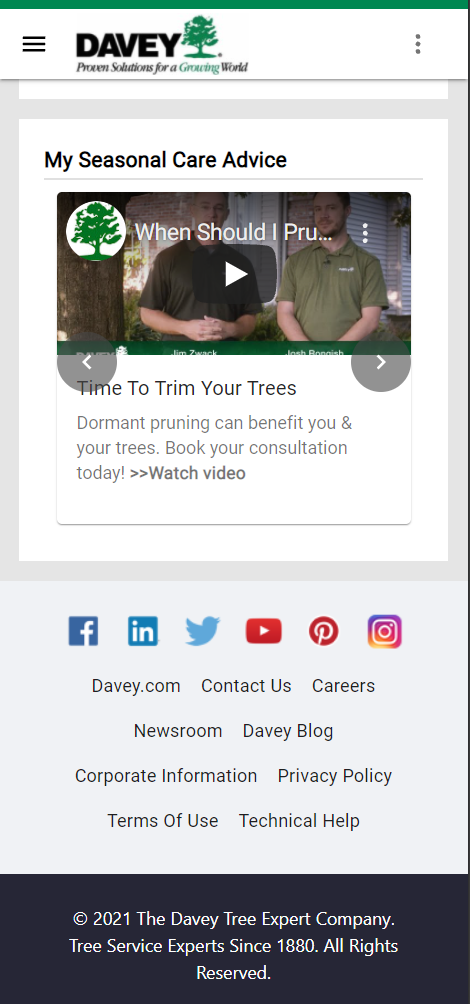 DAVEY
Proven Solutions for a Growing World
My Seasonal Care Advice
When Should I Pru...
Jim Zwack Josh Rongish
Time To Trim Your Trees
Dormant pruning can benefit you &
your trees. Book your consultation
today! >>Watch video
Davey.com Contact Us Careers
Newsroom Davey Blog
Corporate Information Privacy Policy
Terms Of Use Technical Help
© 2021 The Davey Tree Expert Company.
Tree Service Experts Since 1880. All Rights
Reserved.